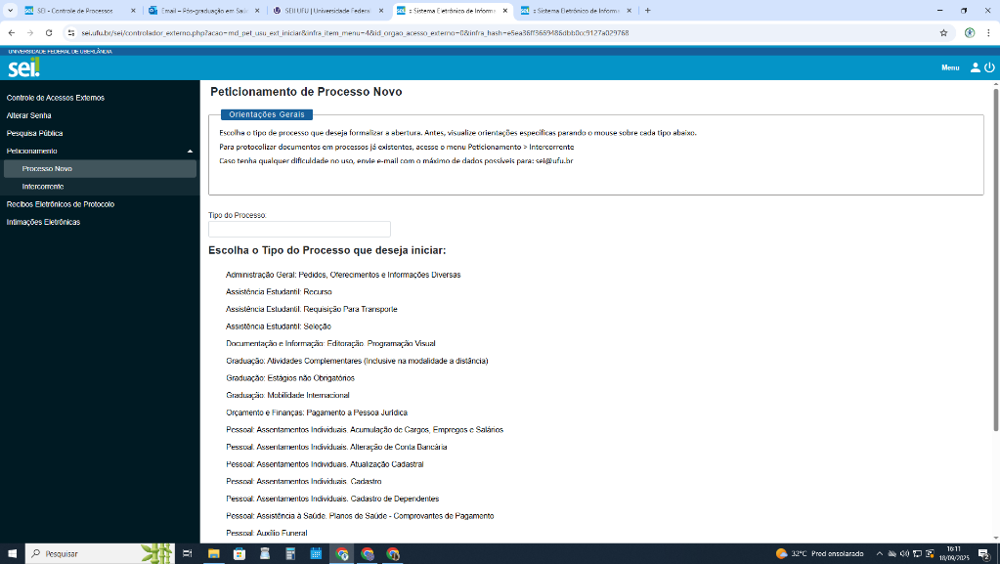 SEI - Controle de Processos
Email – Pós-graduação em Saú
SEI UFU | Universidade Federal
:: Sistema Eletrônico de Inform
:: Sistema Eletrônico de Inform
sei.ufu.br/sei/controlador_externo.php?acao=md_pet_usu_ext_iniciar&infra_item_menu=4&id_orgao_acesso_externo=0&infra_hash=
UNIVERSIDADE FEDERAL DE UBERLÂNDIA
sei!
Menu
Controle de Acessos Externos
Alterar Senha
Pesquisa Pública
Peticionamento
Processo Novo
Intercorrente
Recibos Eletrônicos de Protocolo
Intimações Eletrônicas
Peticionamento de Processo Novo
Orientações Gerais
Escolha o tipo de processo que deseja formalizar a abertura. Antes, visualize orientações específicas parando o mouse sobre cada tipo abaixo.
Para protocolizar documentos em processos já existentes, acesse o menu Peticionamento > Intercorrente
Caso tenha qualquer dificuldade no uso, envie e-mail com o máximo de dados possíveis para: sei@ufu.br
Tipo do Processo:
Escolha o Tipo do Processo que deseja iniciar:
Administração Geral: Pedidos, Oferecimentos e Informações Diversas
Assistência Estudantil: Recurso
Assistência Estudantil: Requisição Para Transporte
Assistência Estudantil: Seleção
Documentação e Informação: Editoração. Programação Visual
Graduação: Atividades Complementares (Inclusive na modalidade a distância)
Graduação: Estágios não Obrigatórios
Graduação: Mobilidade Internacional
Orçamento e Finanças: Pagamento a Pessoa Jurídica
Pessoal: Assentamentos Individuais. Acumulação de Cargos, Empregos e Salários
Pessoal: Assentamentos Individuais. Alteração de Conta Bancária
Pessoal: Assentamentos Individuais. Atualização Cadastral
Pessoal: Assentamentos Individuais. Cadastro
Pessoal: Assentamentos Individuais. Cadastro de Dependentes
Pessoal: Assistência à Saúde. Planos de Saúde - Comprovantes de Pagamento
Pessoal: Auxílio Funeral
Pesquisar
32°C Pred ensolarado
16:11
18/09/2025
2